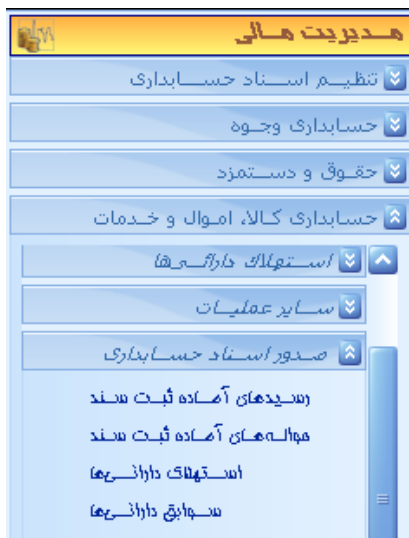 مدیریت مالی
تنظیم اسناد حسابداری
حسابداری وجوه
حقوق و دستمزد
حسابداری کالا، اموال و خدمات
استهلاک دارائی‌ها
سایر عملیات
صدور اسناد حسابداری
رسیدهای آماده ثبت سند
حواله‌های آماده ثبت سند
استهلاک دارائی‌ها
سوابق دارائی‌ها